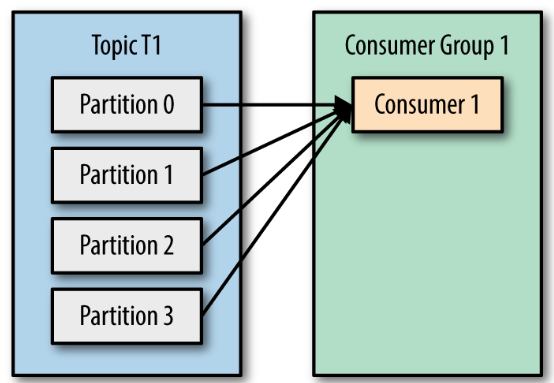 Topic T1
Partition 0
Partition 1
Partition 2
Partition 3
Consumer Group 1
Consumer 1